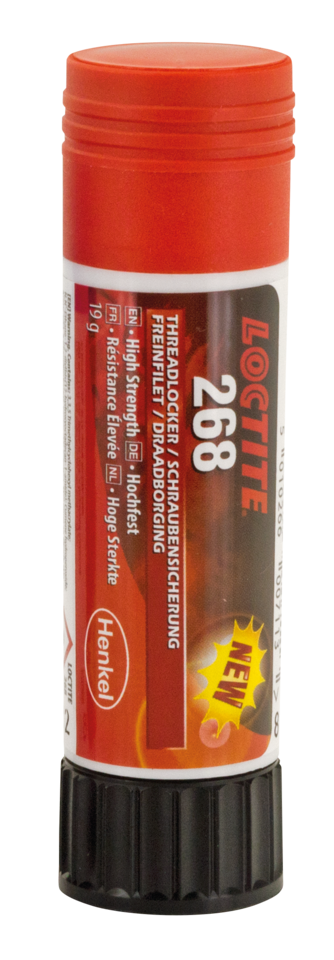 LOCTITE
268
THREADLOCKER / SCHRAUBENSICHERUNG
FREINFILET / DRAADBORGING
EN • High Strength DE • Hochfest
FR • Résistance Élevée NL • Hoge Sterkte
19 g
NEW
Henkel
LOCTITE